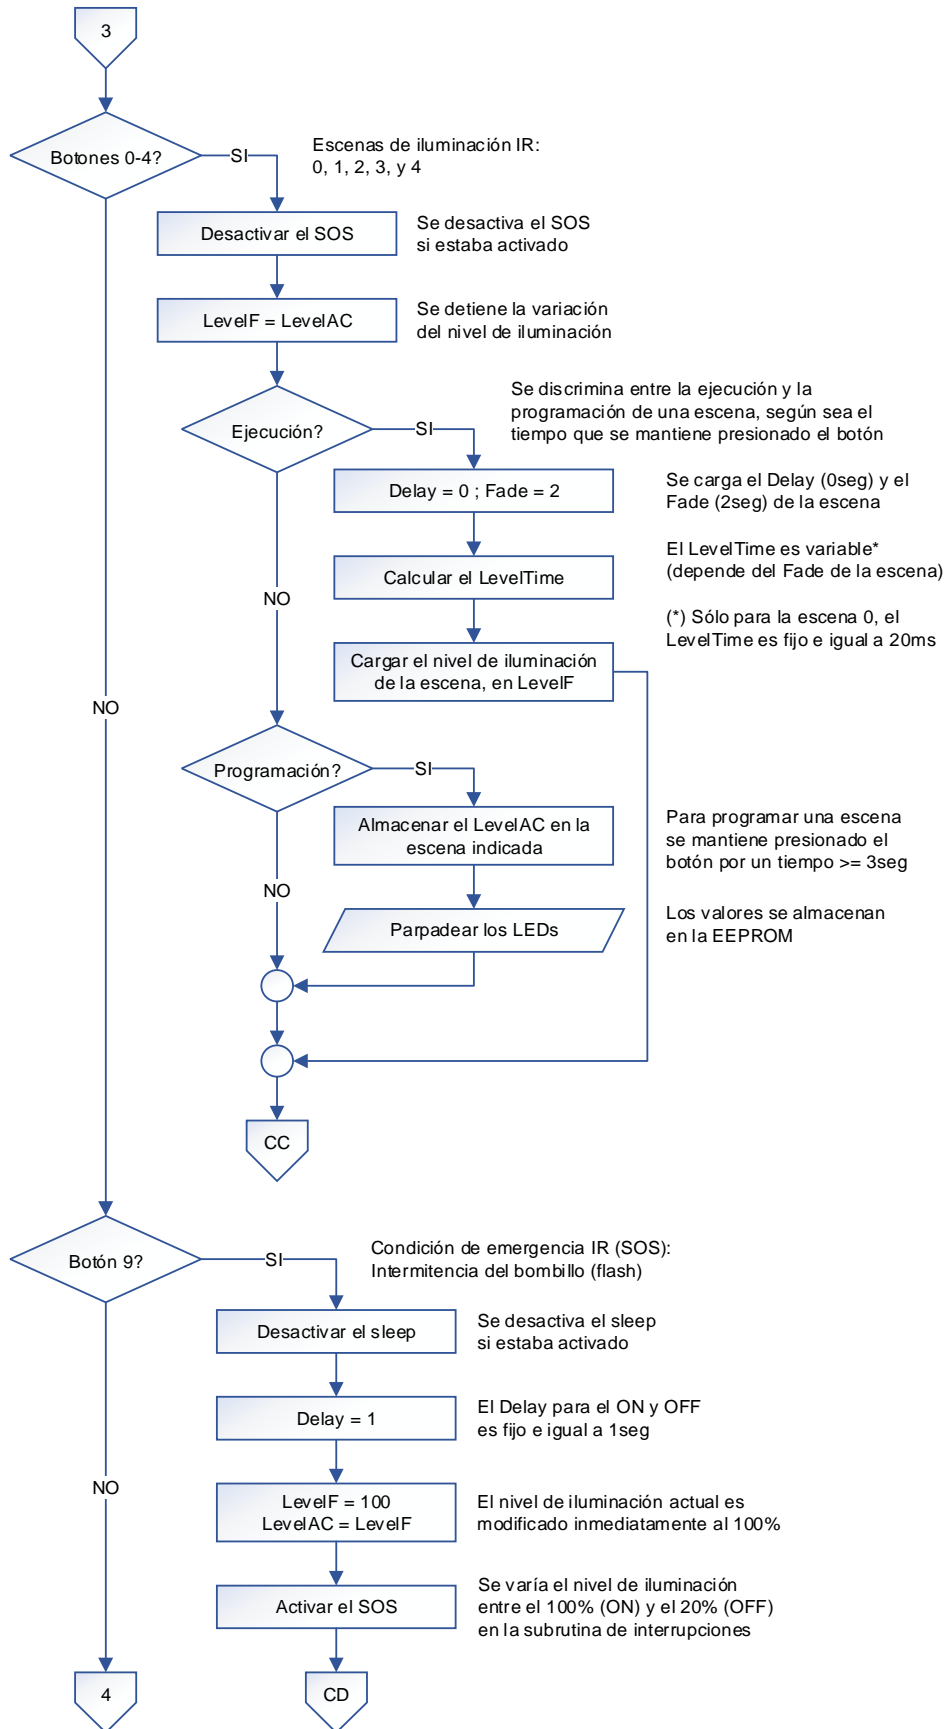 3
Botones 0-4?
SI
Escenas de iluminación IR:
0, 1, 2, 3, y 4
Desactivar el SOS
Se desactiva el SOS
si estaba activado
LevelF = LevelAC
Se detiene la variación
del nivel de iluminación
Se discrimina entre la ejecución y la
programación de una escena, según sea el
tiempo que se mantiene presionado el botón
Ejecución?
SI
Delay = 0 ; Fade = 2
Se carga el Delay (0seg) y el
Fade (2seg) de la escena
Calcular el LevelTime
El LevelTime es variable*
(depende del Fade de la escena)
NO
(*) Sólo para la escena 0, el
LevelTime es fijo e igual a 20ms
Cargar el nivel de iluminación
de la escena, en LevelF
NO
Programación?
SI
Almacenar el LevelAC en la
escena indicada
Para programar una escena
se mantiene presionado el
botón por un tiempo >= 3seg
NO
Parpadear los LEDs
Los valores se almacenan
en la EEPROM
CC
Botón 9?
SI
Condición de emergencia IR (SOS):
Intermitencia del bombillo (flash)
Desactivar el sleep
Se desactiva el sleep
si estaba activado
Delay = 1
El Delay para el ON y OFF
es fijo e igual a 1seg
NO
LevelF = 100
LevelAC = LevelF
El nivel de iluminación actual es
modificado inmediatamente al 100%
Activar el SOS
Se varía el nivel de iluminación
entre el 100% (ON) y el 20% (OFF)
en la subrutina de interrupciones
4
CD